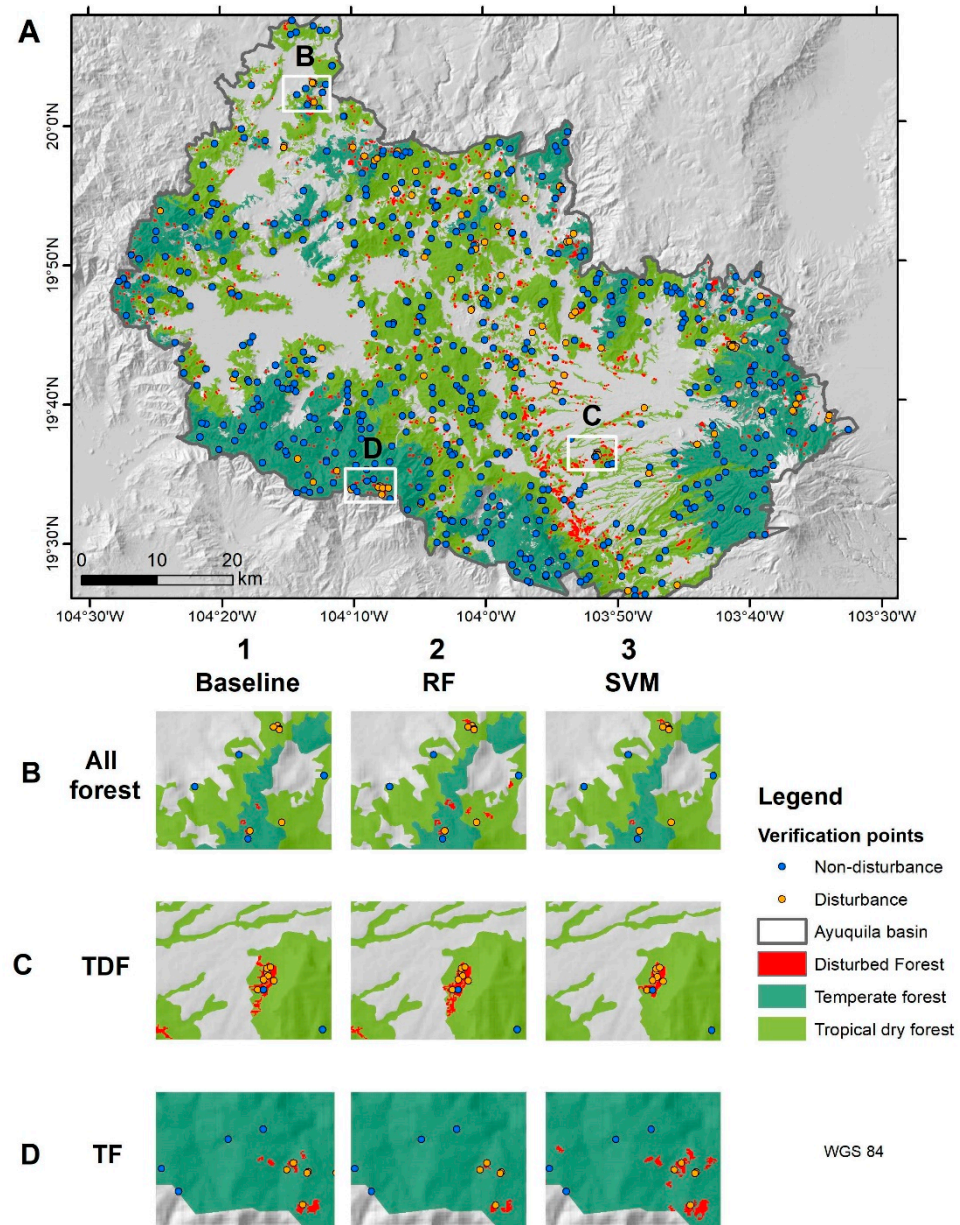 A
B
20°0'N
19°50'N
19°40'N
C
D
19°30'N
0 10 20
km
104°30'W 104°20'W 104°10'W 104°0'W 103°50'W 103°40'W 103°30'W
1 2 3
Baseline RF SVM
B All
forest
C TDF
D TF
Legend
Verification points
Non-disturbance
Disturbance
Ayuquila basin
Disturbed Forest
Temperate forest
Tropical dry forest
WGS 84